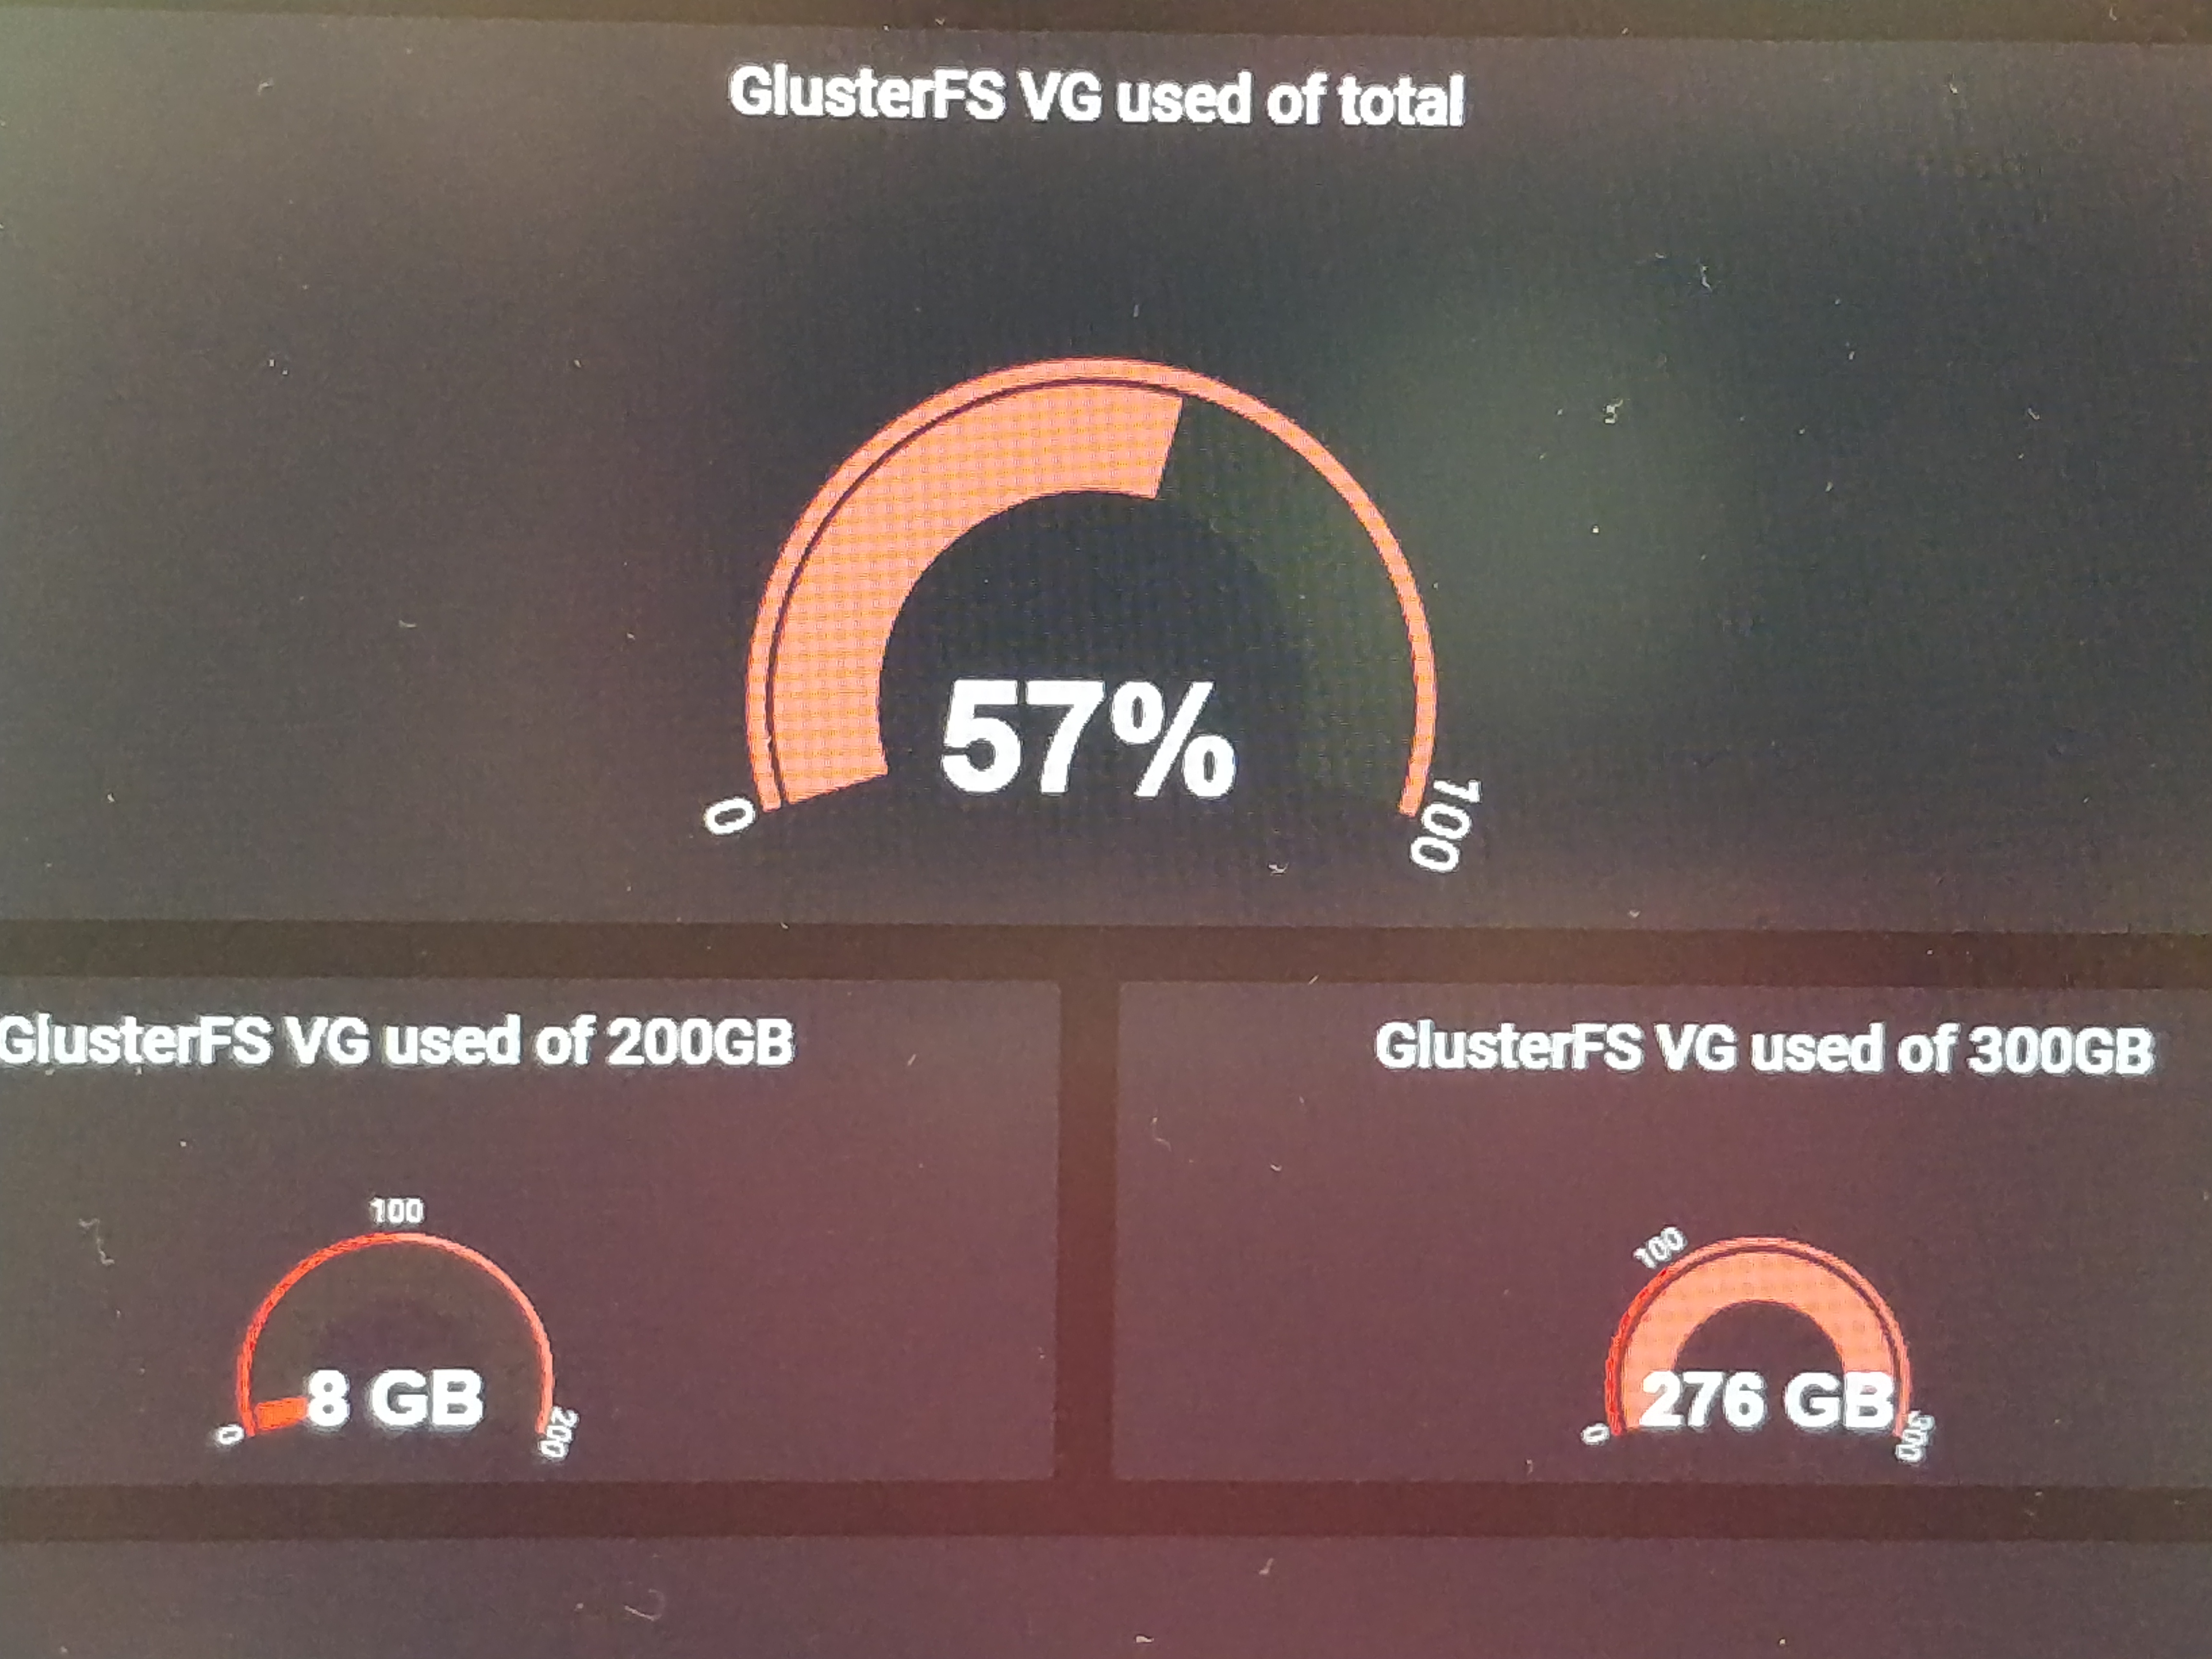 GlusterFS VG used of total
57%
0
100
GlusterFS VG used of 200GB
100
8 GB
0
200
GlusterFS VG used of 300GB
100
276 GB
0
300